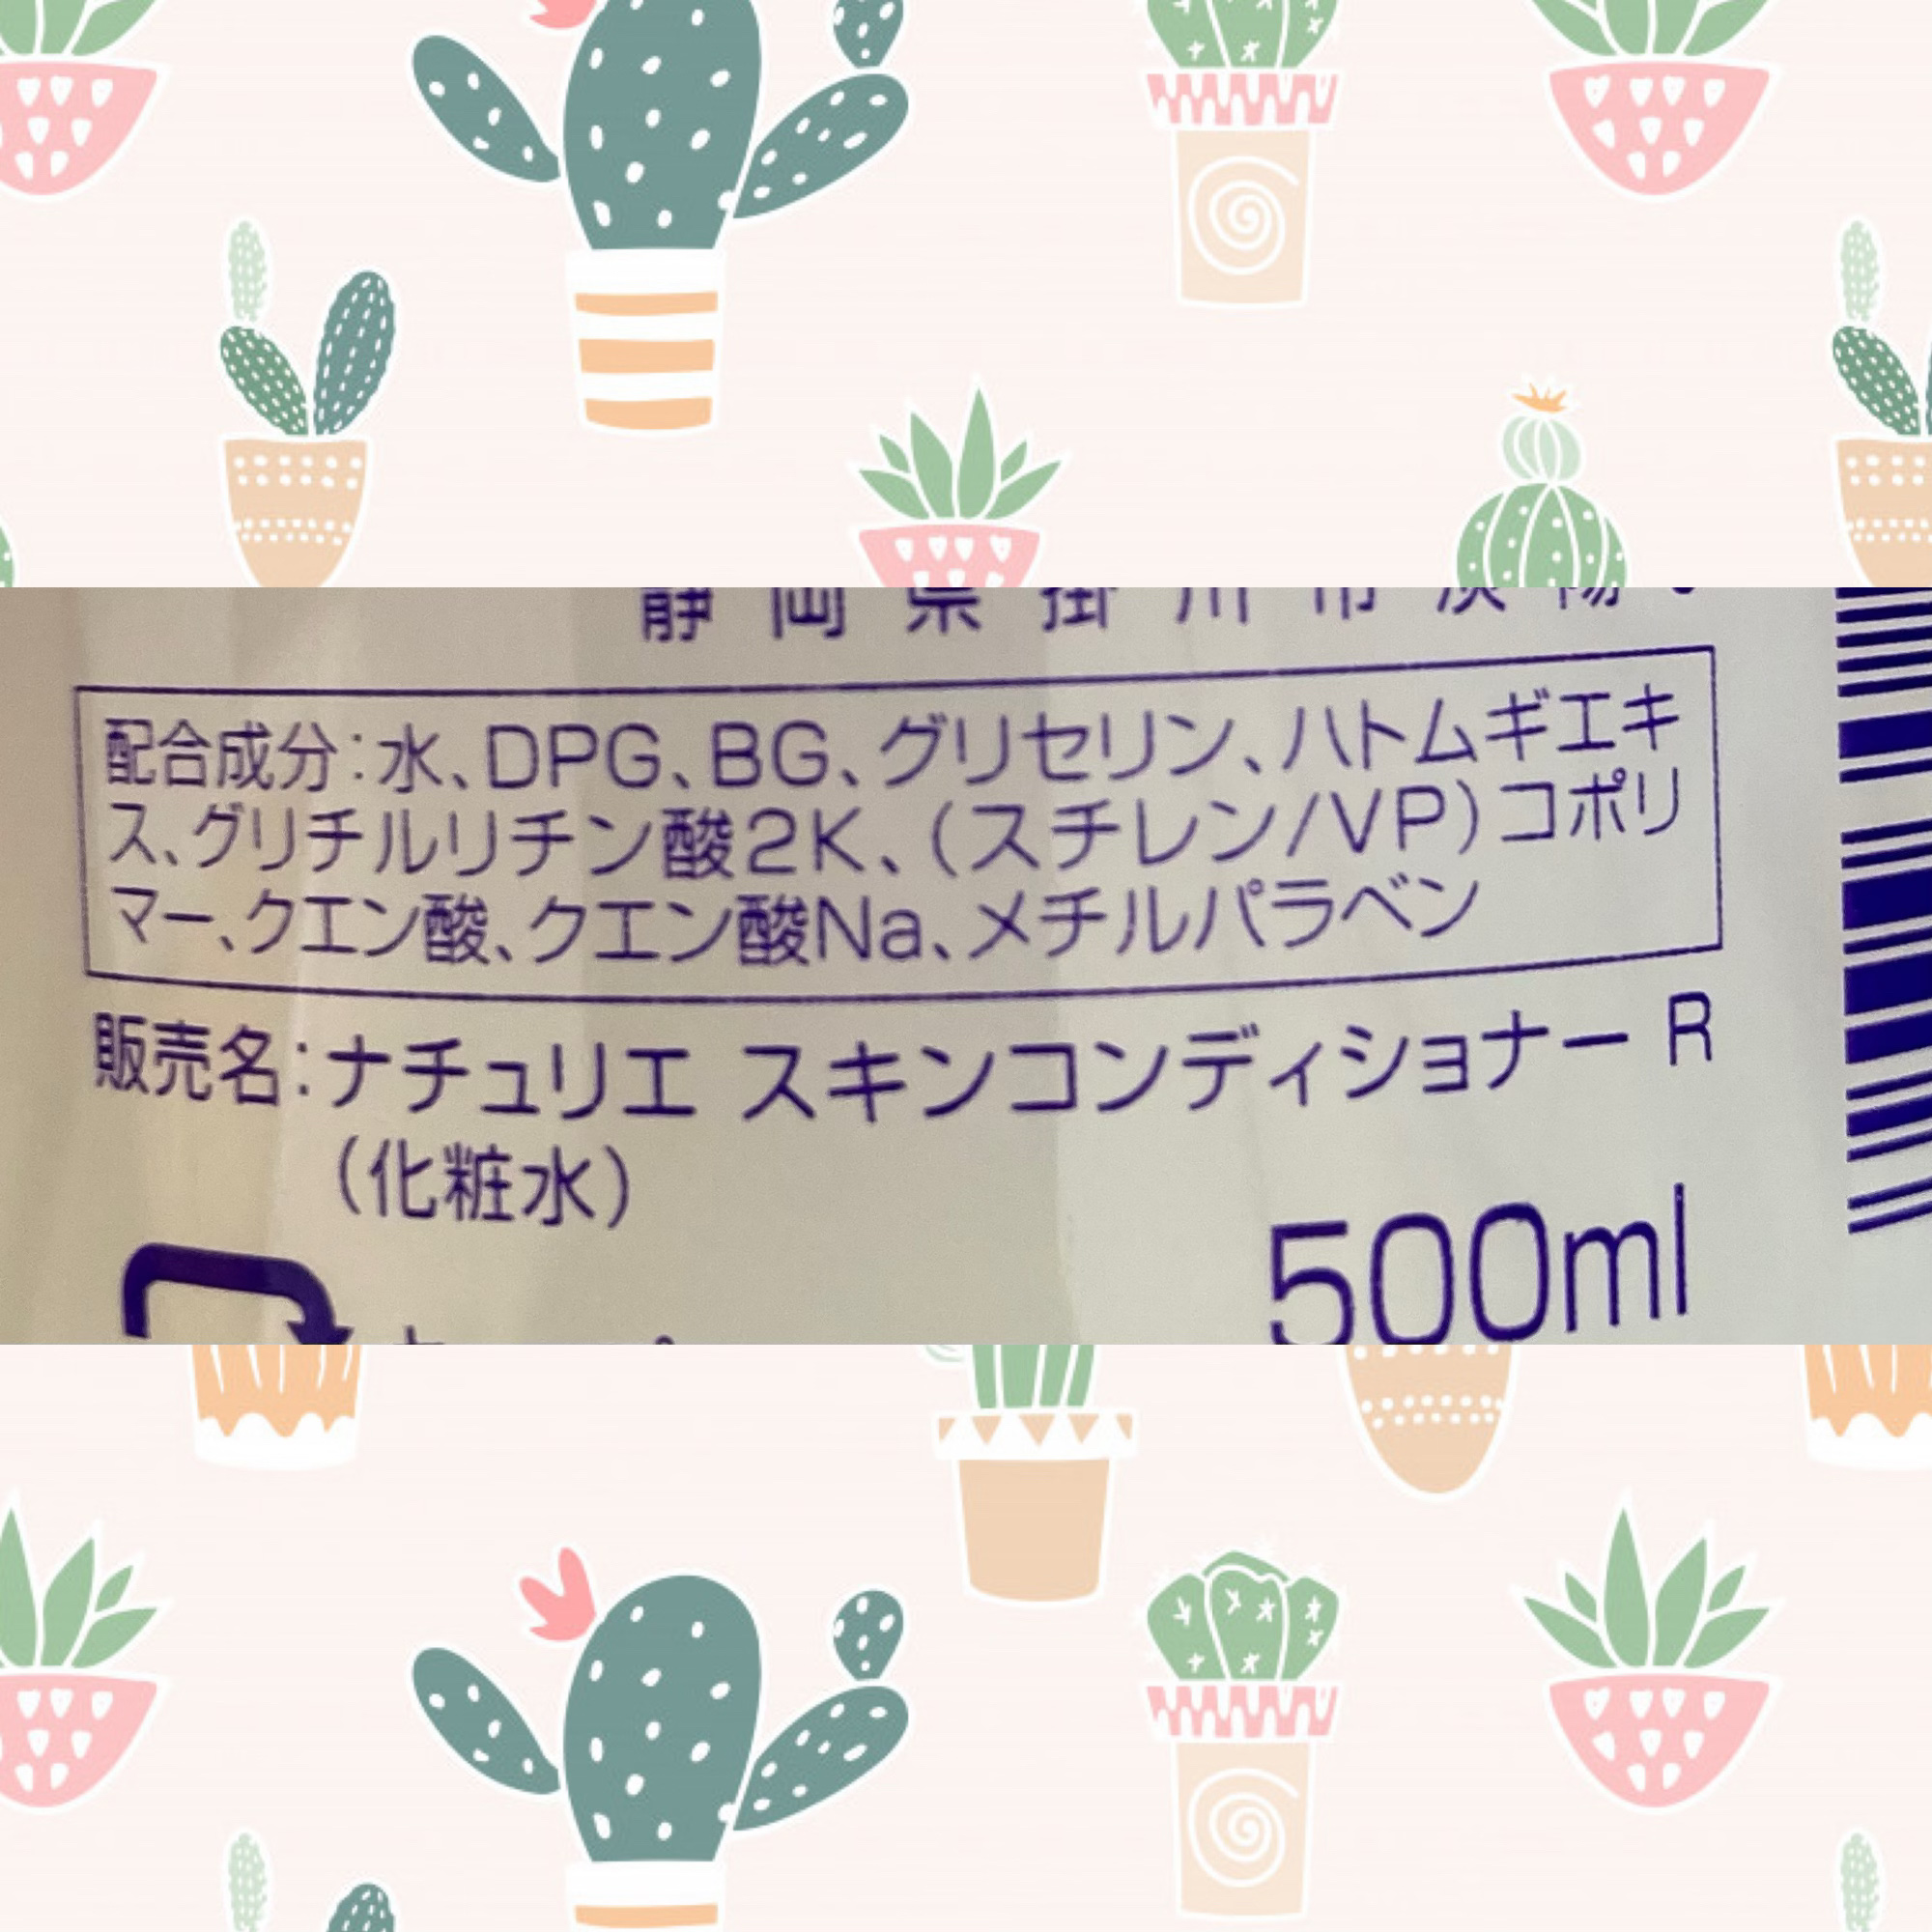 静岡県掛川市淡陽
配合成分:水、DPG、BG、グリセリン、ハトムギエキ
ス、グリチルリチン酸2K、(スチレン/VP)コポリ
マー、クエン酸、クエン酸Na、メチルパラベン
販売名:ナチュリエ スキンコンディショナー R
(化粧水)
500ml